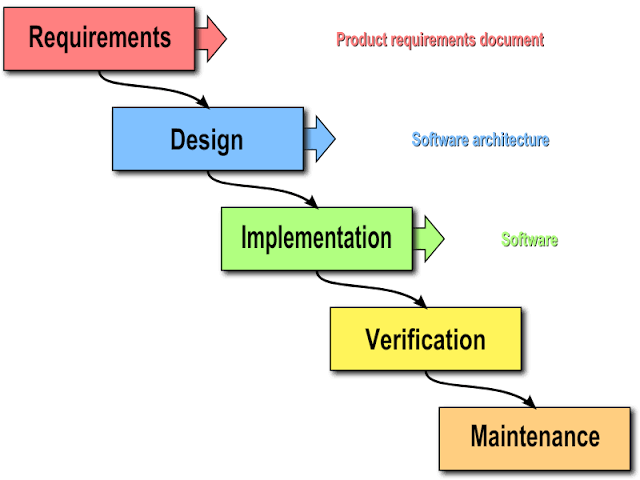 Requirements
Product requirements document
Design
Software architecture
Implementation
Software
Verification
Maintenance